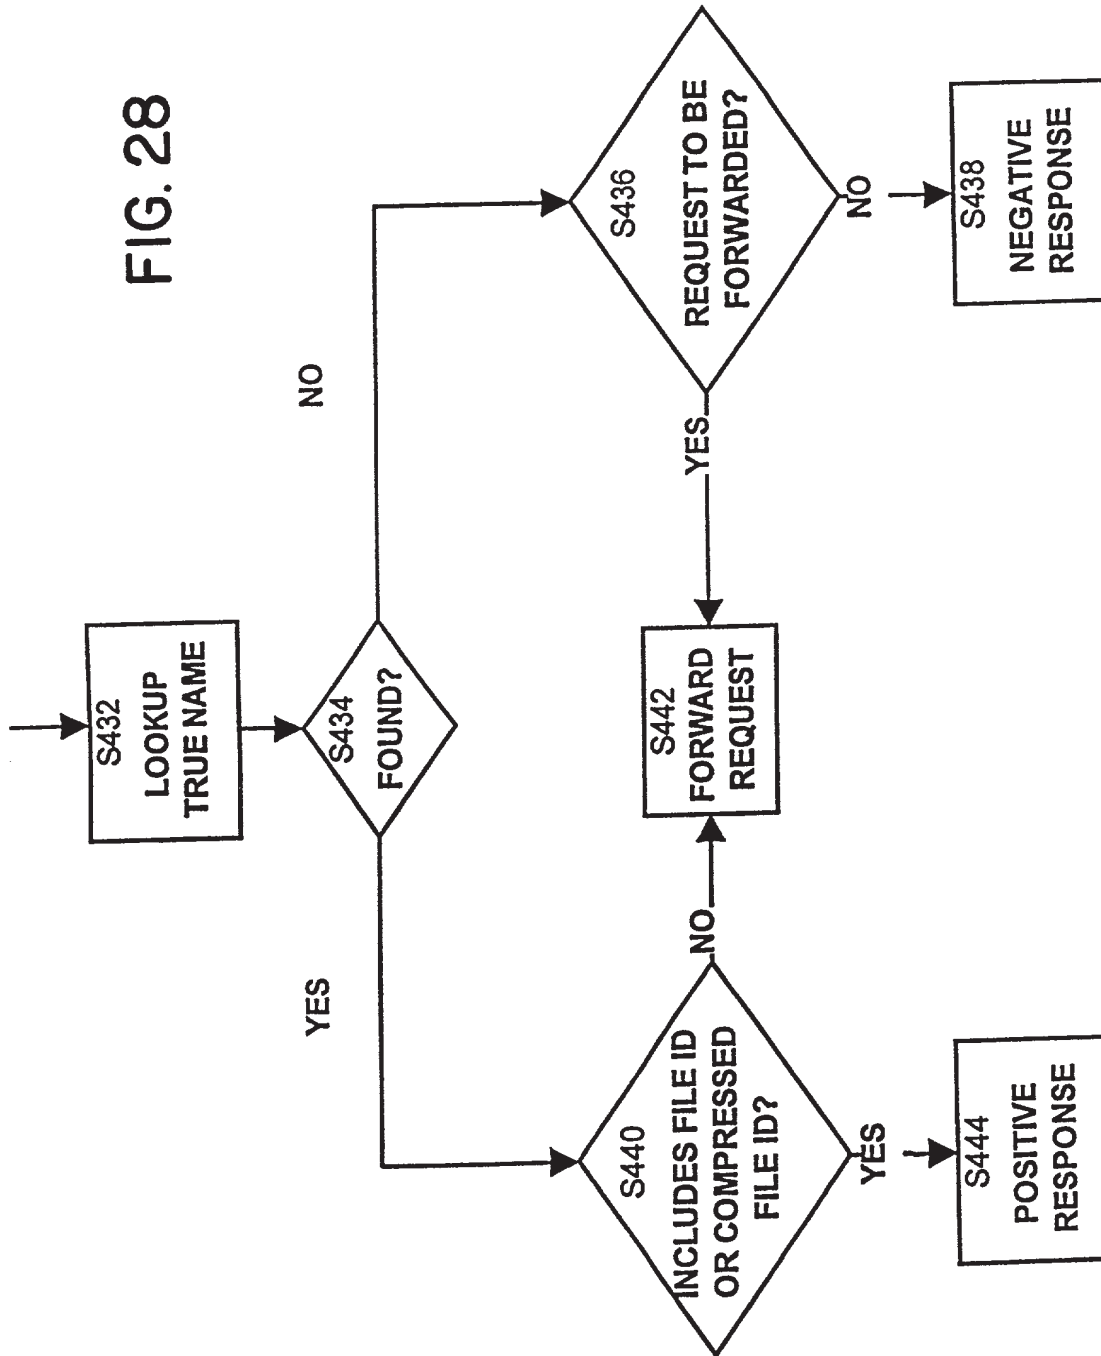 FIG. 28
S432
LOOKUP
TRUE NAME
S434
FOUND?
YES
NO
S440
INCLUDES FILE ID
OR COMPRESSED
FILE ID?
NO
YES
S442
FORWARD
REQUEST
S436
REQUEST TO BE
FORWARDED?
YES
NO
S444
POSITIVE
RESPONSE
S438
NEGATIVE
RESPONSE